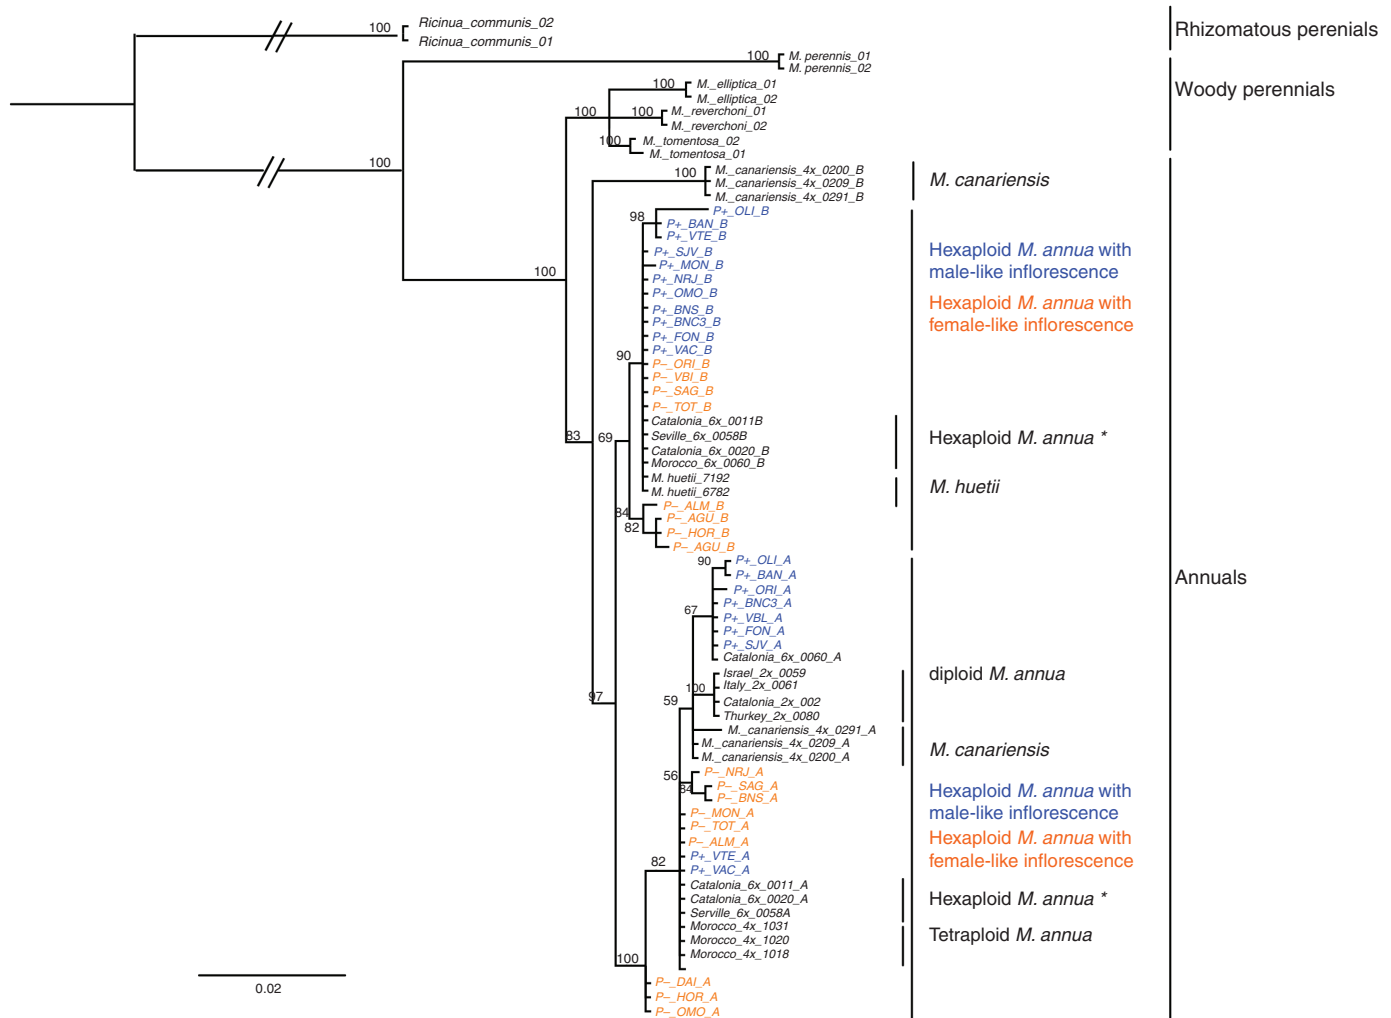 Ricinua_communis_02
100
Ricinua_communis_01
Rhizomatous perenials
100
M. perennis_01
M. perennis_02
Woody perennials
100
M._elliptica_01
M._elliptica_02
100
100
M._reverchoni_01
M._reverchoni_02
100
M._tomentosa_02
M._tomentosa_01
100
100
M._canariensis_4x_0200_B
M._canariensis_4x_0209_B
M._canariensis_4x_0291_B
M. canariensis
98
P+_OLI_B
P+_BAN_B
P+_VTE_B
P+_SJV_B
P+_MON_B
P+_NRJ_B
P+_OMO_B
P+_BNS_B
P+_BNC3_B
P+_FON_B
P+_VAC_B
Hexaploid M. annua with
male-like inflorescence
Hexaploid M. annua with
female-like inflorescence
100
90
P–_ORI_B
P–_VBI_B
P–_SAG_B
P–_TOT_B
Catalonia_6x_0011B
Seville_6x_0058B
Catalonia_6x_0020_B
Morocco_6x_0060_B
Hexaploid M. annua *
83
69
M. huetii_7192
M. huetii_6782
M. huetii
84
82
P–_ALM_B
P–_AGU_B
P–_HOR_B
P–_AGU_B
90
P+_OLI_A
P+_BAN_A
P+_ORI_A
P+_BNC3_A
P+_VBL_A
P+_FON_A
P+_SJV_A
Catalonia_6x_0060_A
Annuals
67
Israel_2x_0059
Italy_2x_0061
Catalonia_2x_002
Thurkey_2x_0080
diploid M. annua
100
97
59
M._canariensis_4x_0291_A
M._canariensis_4x_0209_A
M._canariensis_4x_0200_A
M. canariensis
56
84
P–_NRJ_A
P–_SAG_A
P–_BNS_A
P–_MON_A
P–_TOT_A
P–_ALM_A
P+_VTE_A
P+_VAC_A
Hexaploid M. annua with
male-like inflorescence
Hexaploid M. annua with
female-like inflorescence
82
Catalonia_6x_0011_A
Catalonia_6x_0020_A
Serville_6x_0058A
Hexaploid M. annua *
Morocco_4x_1031
Morocco_4x_1020
Morocco_4x_1018
Tetraploid M. annua
100
P–_DAI_A
P–_HOR_A
P–_OMO_A
0.02